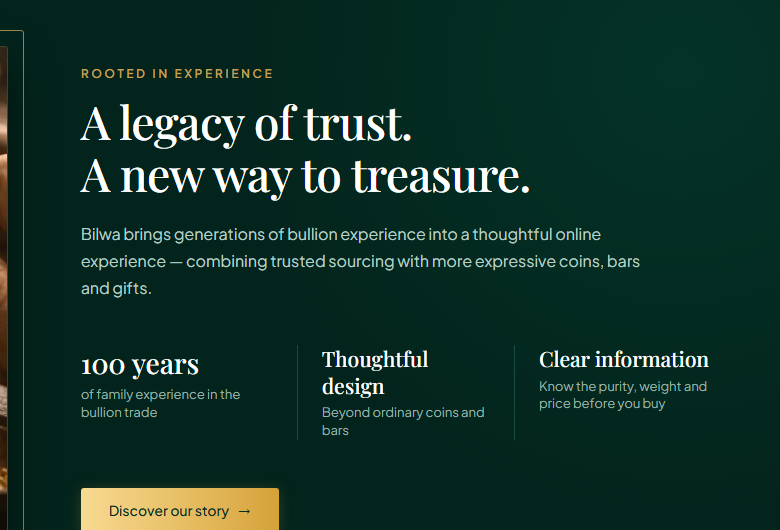 ROOTED IN EXPERIENCE
A legacy of trust.
A new way to treasure.
Bilwa brings generations of bullion experience into a thoughtful online
experience — combining trusted sourcing with more expressive coins, bars
and gifts.
100 years
of family experience in the
bullion trade
Thoughtful
design
Beyond ordinary coins and
bars
Clear information
Know the purity, weight and
price before you buy
Discover our story →